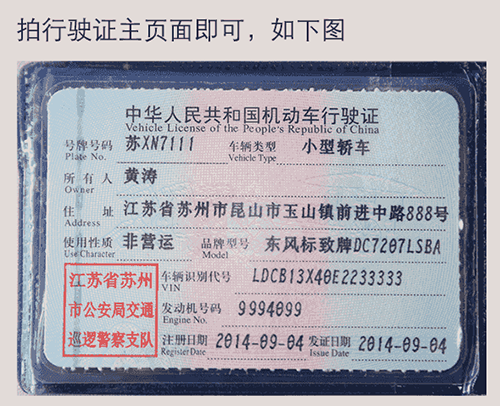 拍行驶证主页面即可，如下图
中华人民共和国机动车行驶证
Vehicle License of the People's Republic of China
号牌号码 苏XN7111 车辆类型 小型轿车
Plate No. Vehicle Type
所有人 黄涛
Owner
住址 江苏省苏州市昆山市玉山镇前进中路888号
Address
使用性质 非营运 品牌型号 东风标致牌DC7207LSBA
Use Character Model
江苏省苏州 车辆识别代号 LDCB13X40E2233333
VIN
市公安局交通 发动机号码 9994099
Engine No.
巡逻警察支队 注册日期 2014-09-04 发证日期 2014-09-04
Register Date Issue Date